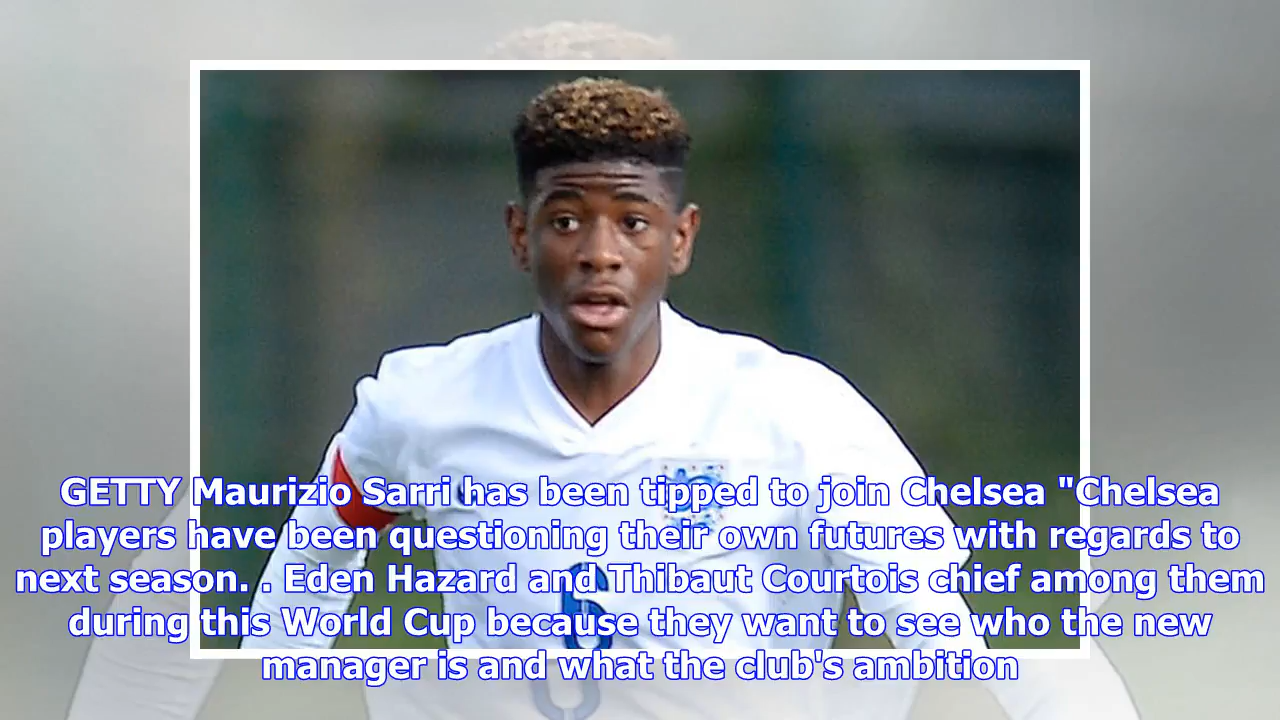 GETTY Maurizio Sarri has been tipped to join Chelsea "Chelsea
players have been questioning their own futures with regards to
next season. . Eden Hazard and Thibaut Courtois chief among them
during this World Cup because they want to see who the new
manager is and what the club's ambition
6